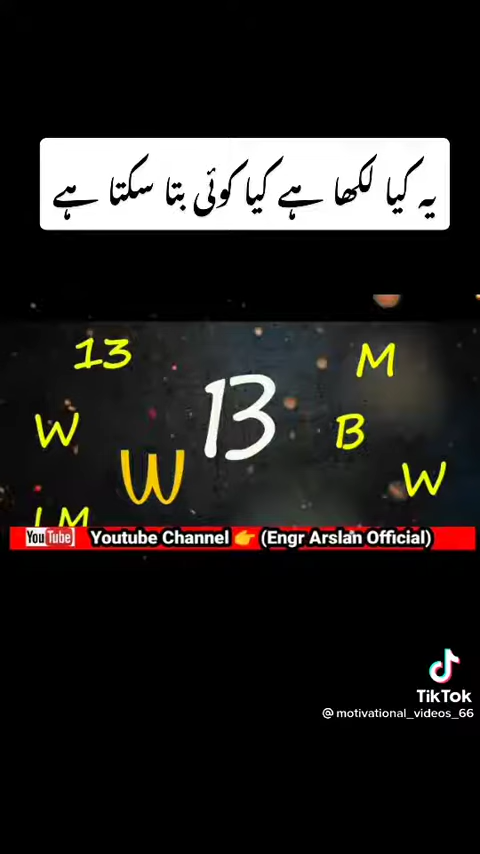 یہ کیا لکھا ہے کیا کوئی بتا سکتا ہے
13
M
13
W
B
W
W
LM
YouTube Youtube Channel 👉 (Engr Arslan Official)
TikTok
@motivational_videos_66